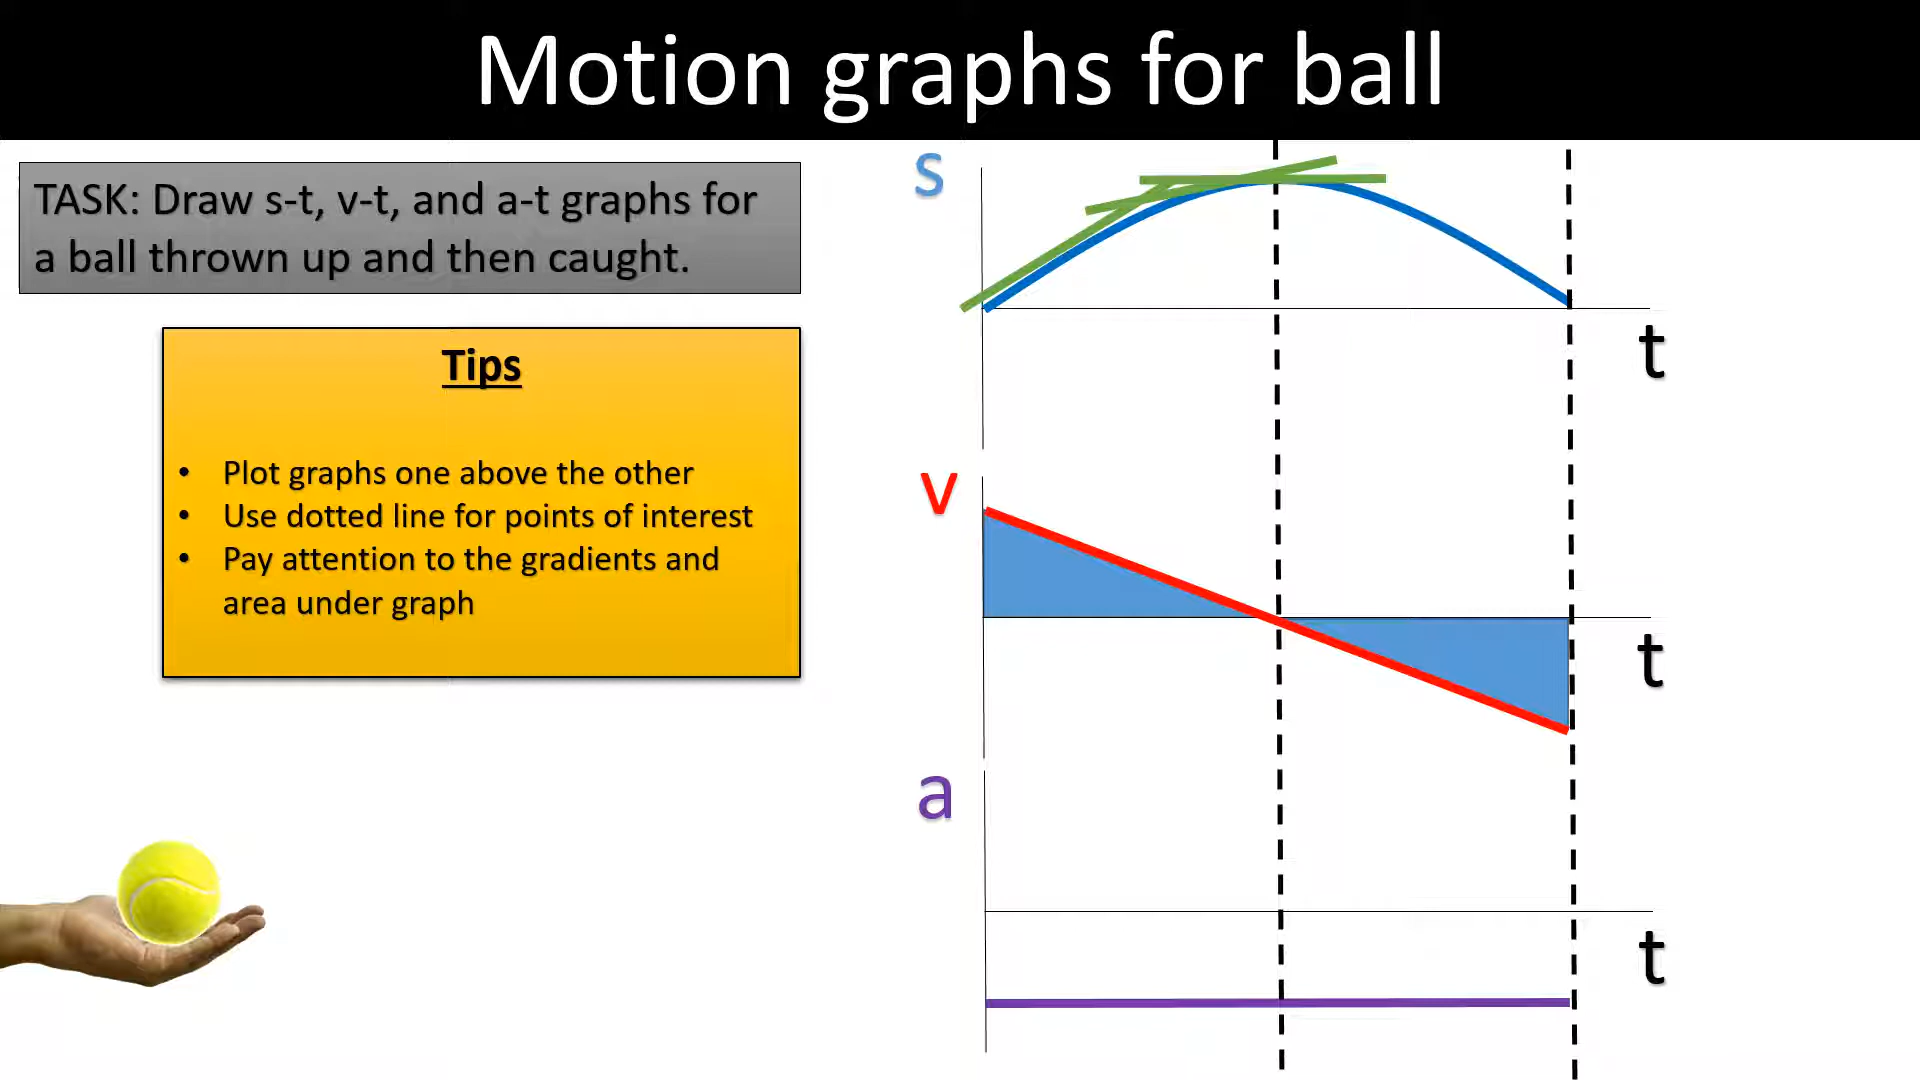 Motion graphs for ball
TASK: Draw s-t, v-t, and a-t graphs for
a ball thrown up and then caught.
Tips
• Plot graphs one above the other
• Use dotted line for points of interest
• Pay attention to the gradients and
area under graph
s
t
v
t
a
t